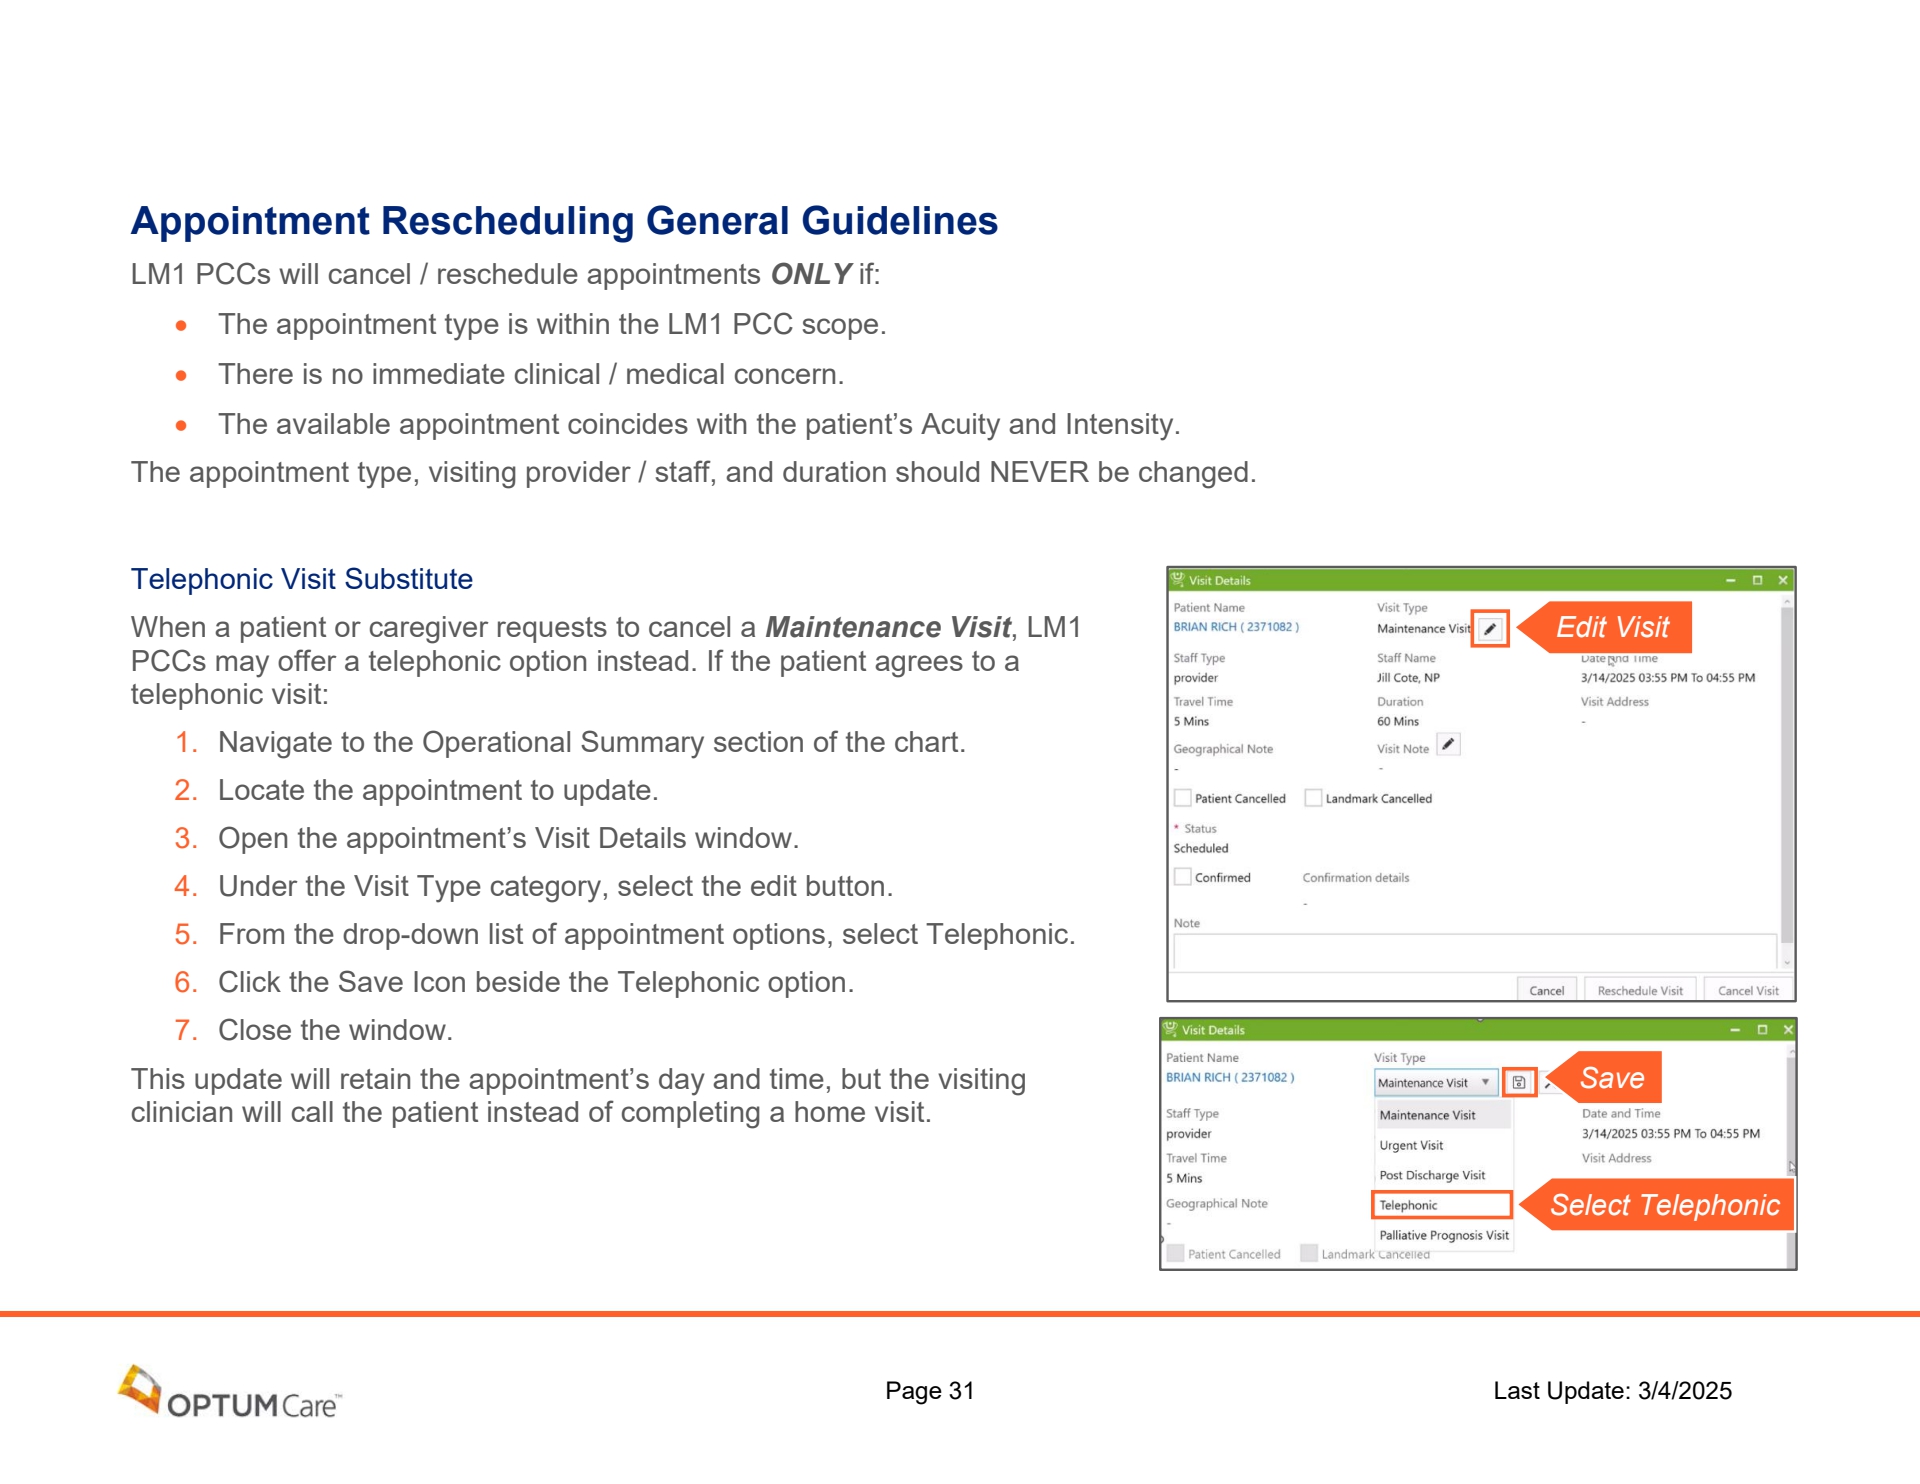 Appointment Rescheduling General Guidelines
LM1 PCCs will cancel / reschedule appointments ONLY if:
• The appointment type is within the LM1 PCC scope.
• There is no immediate clinical / medical concern.
• The available appointment coincides with the patient’s Acuity and Intensity.
The appointment type, visiting provider / staff, and duration should NEVER be changed.
Telephonic Visit Substitute
When a patient or caregiver requests to cancel a Maintenance Visit, LM1
PCCs may offer a telephonic option instead. If the patient agrees to a
telephonic visit:
1. Navigate to the Operational Summary section of the chart.
2. Locate the appointment to update.
3. Open the appointment’s Visit Details window.
4. Under the Visit Type category, select the edit button.
5. From the drop-down list of appointment options, select Telephonic.
6. Click the Save Icon beside the Telephonic option.
7. Close the window.
This update will retain the appointment’s day and time, but the visiting
clinician will call the patient instead of completing a home visit.
Visit Details
Patient Name Visit Type
BRIAN RICH ( 2371082 ) Maintenance Visit Edit Visit
Staff Type Staff Name Date and Time
provider Jill Cote, NP 3/14/2025 03:55 PM To 04:55 PM
Travel Time Duration Visit Address
5 Mins 60 Mins -
Geographical Note Visit Note
- -
Patient Cancelled Landmark Cancelled
* Status
Scheduled
Confirmed Confirmation details
-
Note
Cancel Reschedule Visit Cancel Visit
Visit Details
Patient Name Visit Type
BRIAN RICH ( 2371082 ) Maintenance Visit Save
Staff Type Maintenance Visit Date and Time
provider 3/14/2025 03:55 PM To 04:55 PM
Urgent Visit
Travel Time Visit Address
5 Mins Post Discharge Visit
Geographical Note Telephonic Select Telephonic
-
Palliative Prognosis Visit
Patient Cancelled Landmark Cancelled
OPTUM Care™
Page 31
Last Update: 3/4/2025